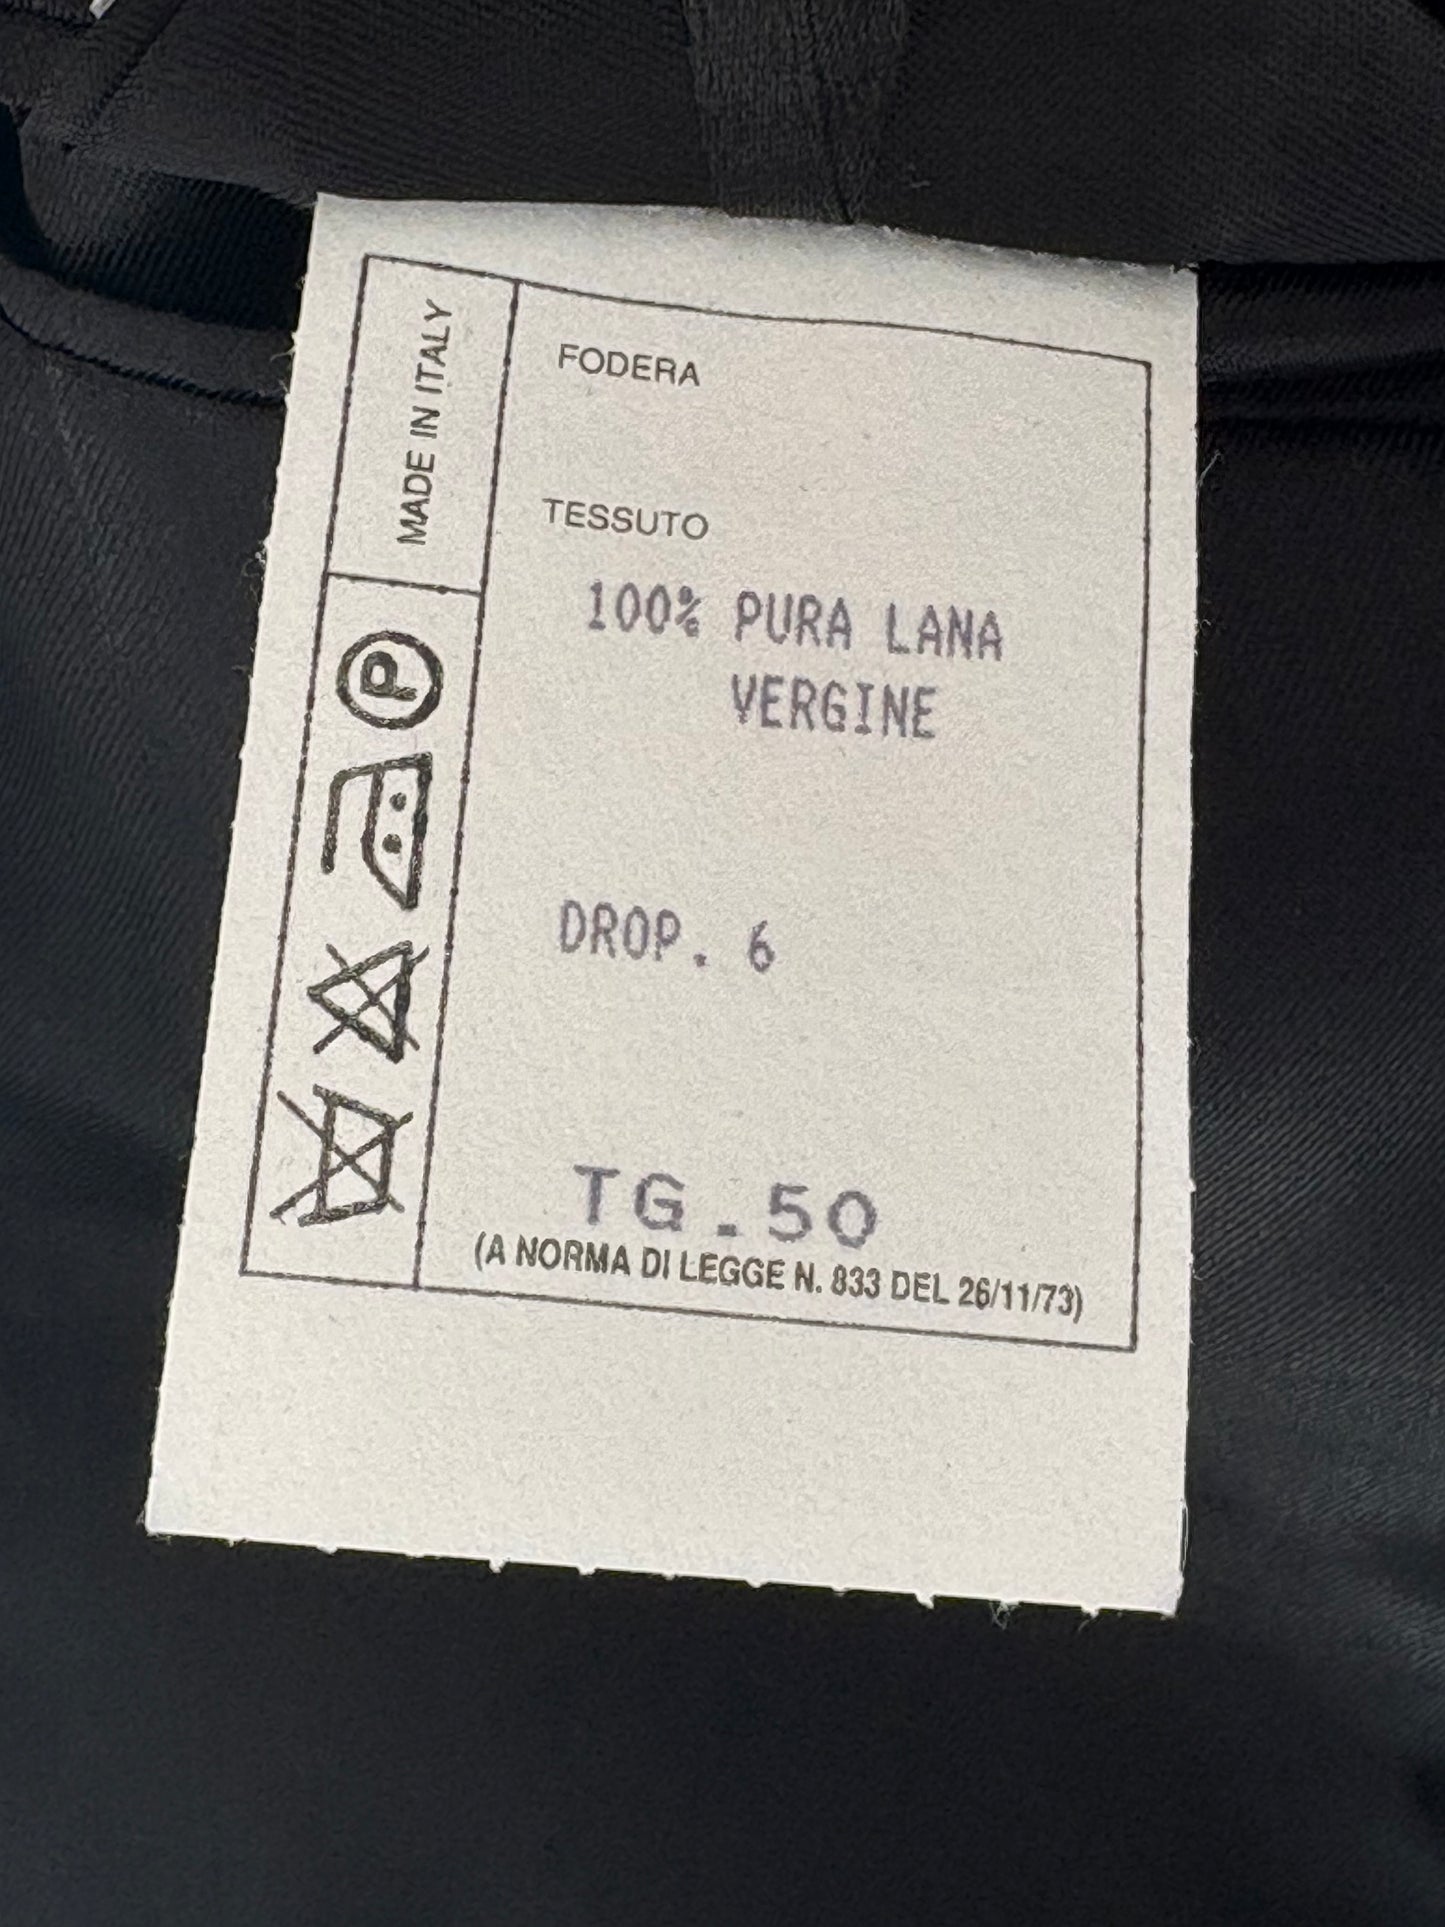 MADE IN ITALY
P
FODERA
TESSUTO
100% PURA LANA
VERGINE
DROP. 6
TG.50
(A NORMA DI LEGGE N. 833 DEL 26/11/73)